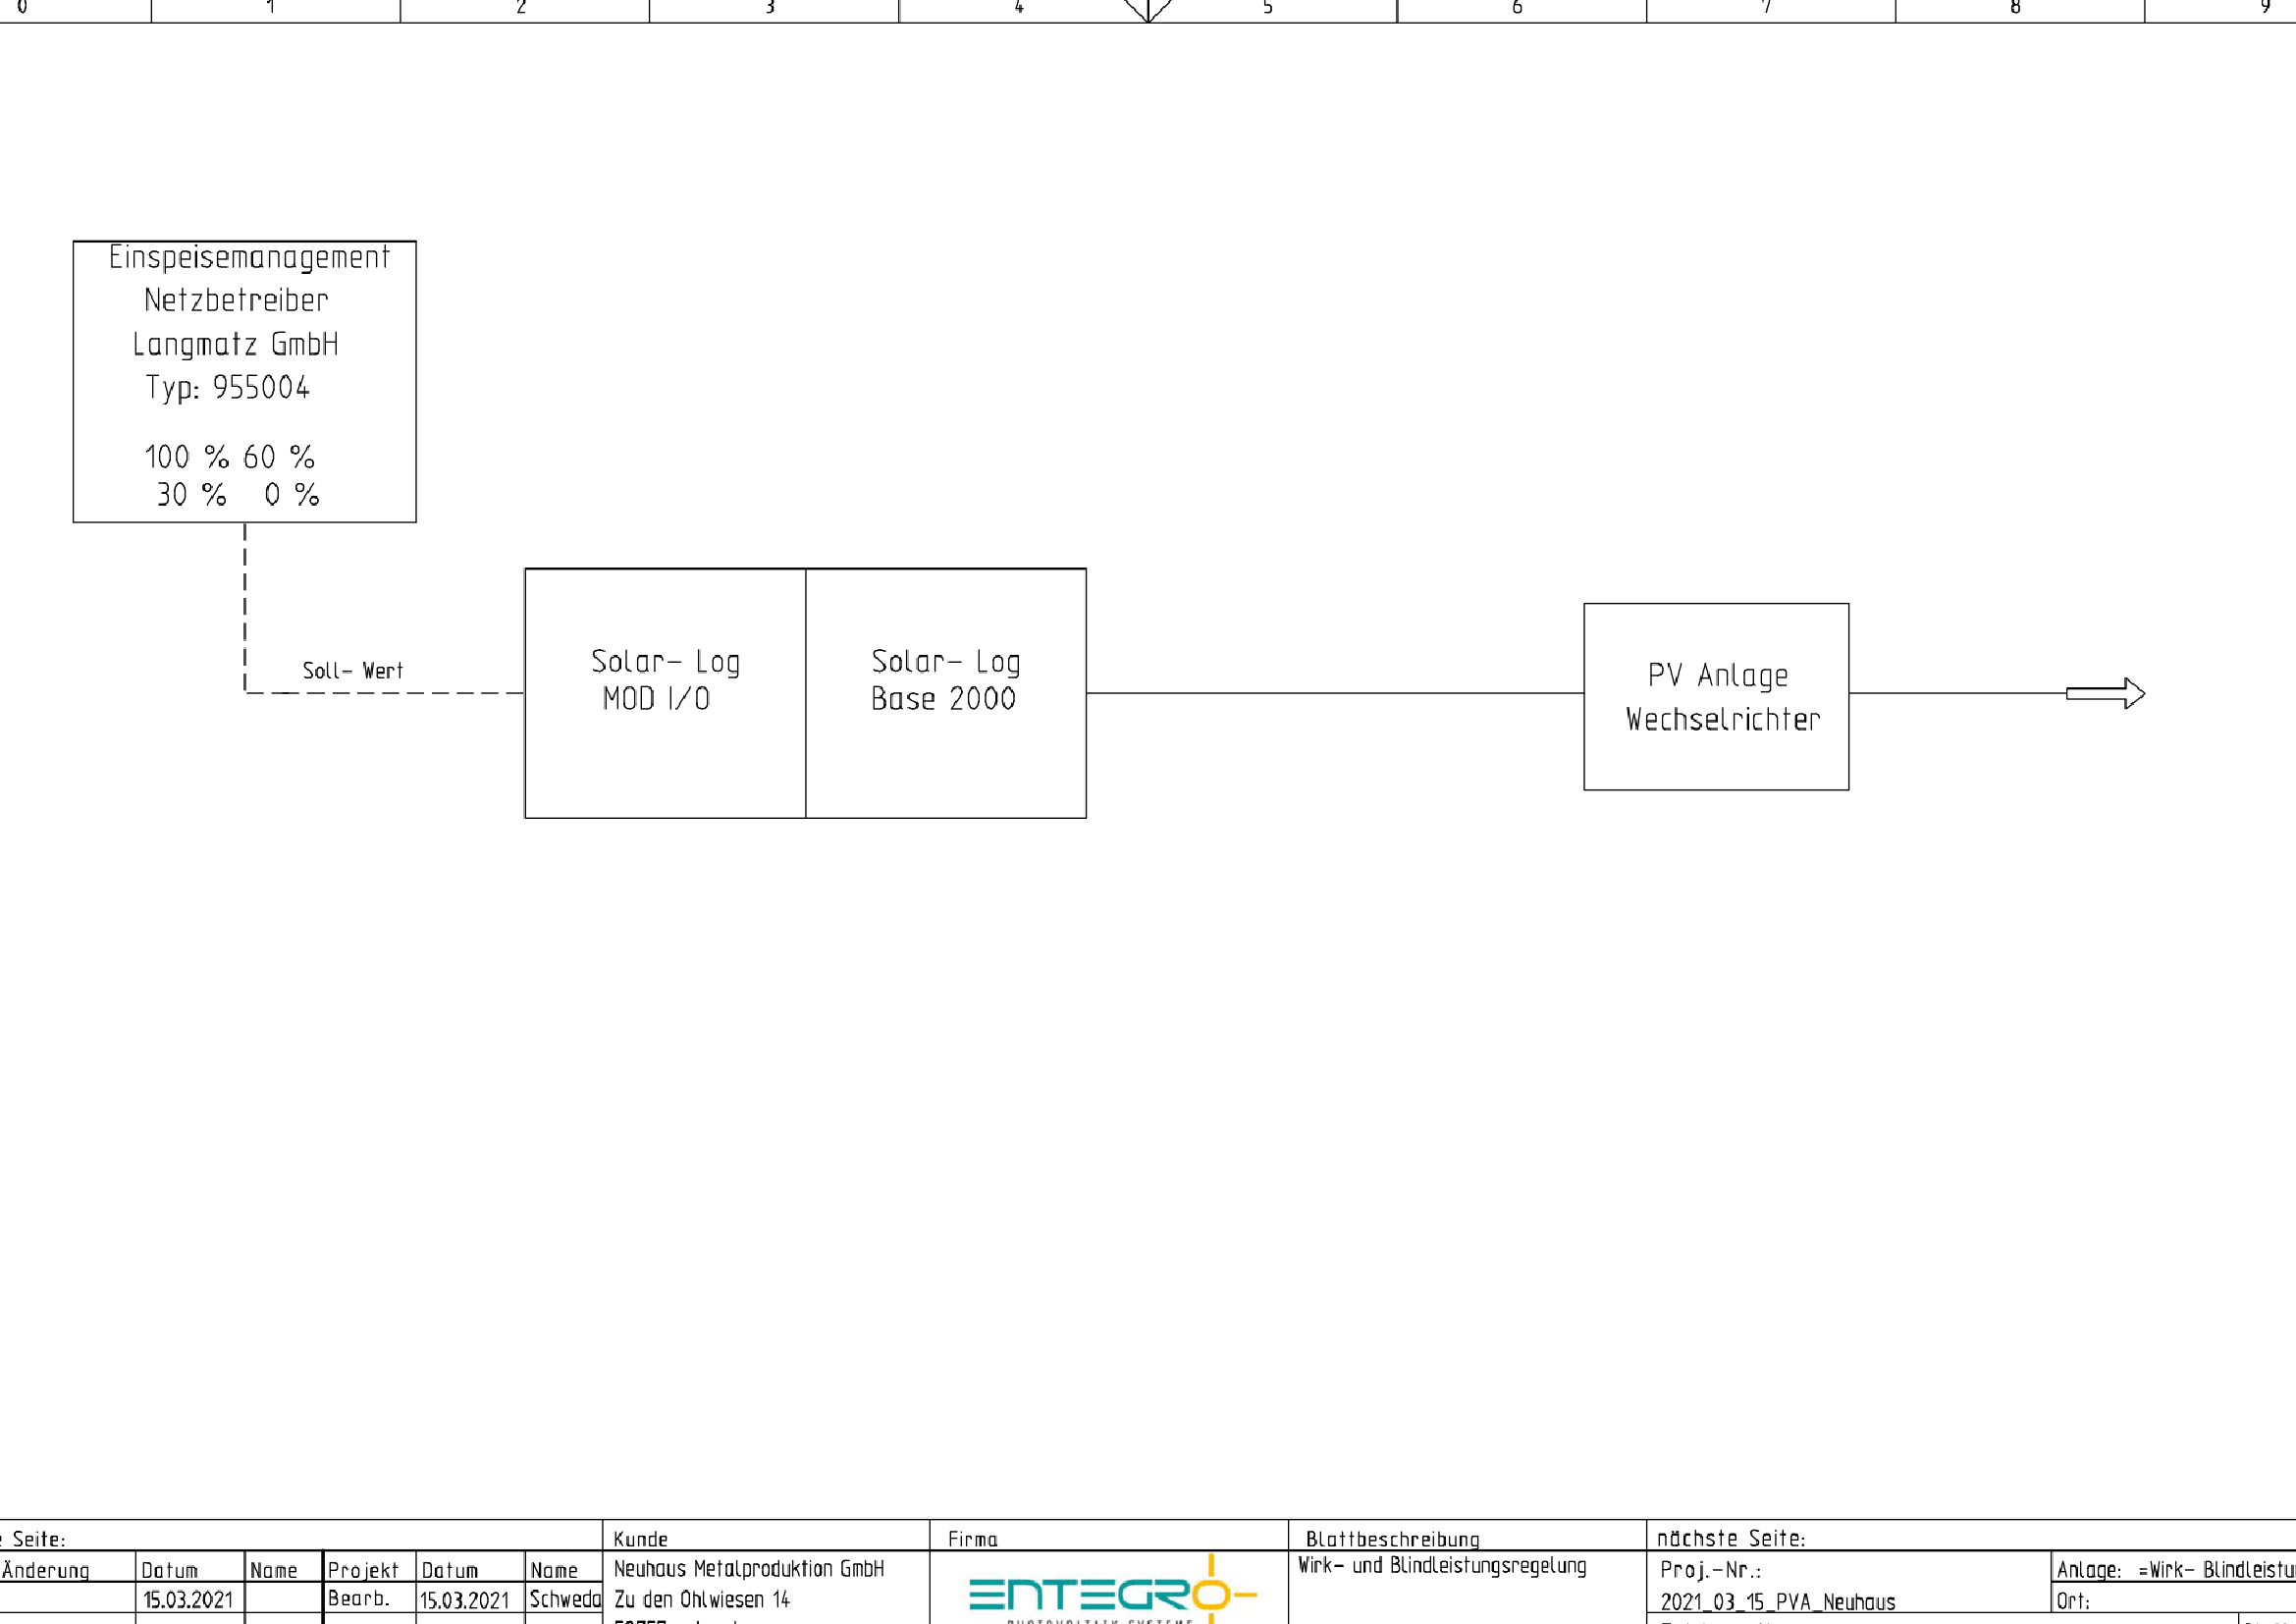 0 1 2 3 4 5 6 7 8 9
Einspeisemanagement
Netzbetreiber
Langmatz GmbH
Typ: 955004
100 % 60 %
30 % 0 %
Soll- Wert
Solar- Log
MOD I/O
Solar- Log
Base 2000
PV Anlage
Wechselrichter
Seite:
Kunde
Firma
Blattbeschreibung
nächste Seite:
Änderung
Datum
Name
Projekt
Datum
Name
Neuhaus Metalproduktion GmbH
Wirk- und Blindleistungsregelung
Proj.-Nr.:
Anlage: =Wirk- Blindleistu
15.03.2021
Bearb.
15.03.2021
Schweda
Zu den Ohlwiesen 14
ENTEGRO
PHOTOVOLTAIK SYSTEME
2021_03_15_PVA_Neuhaus
Ort: